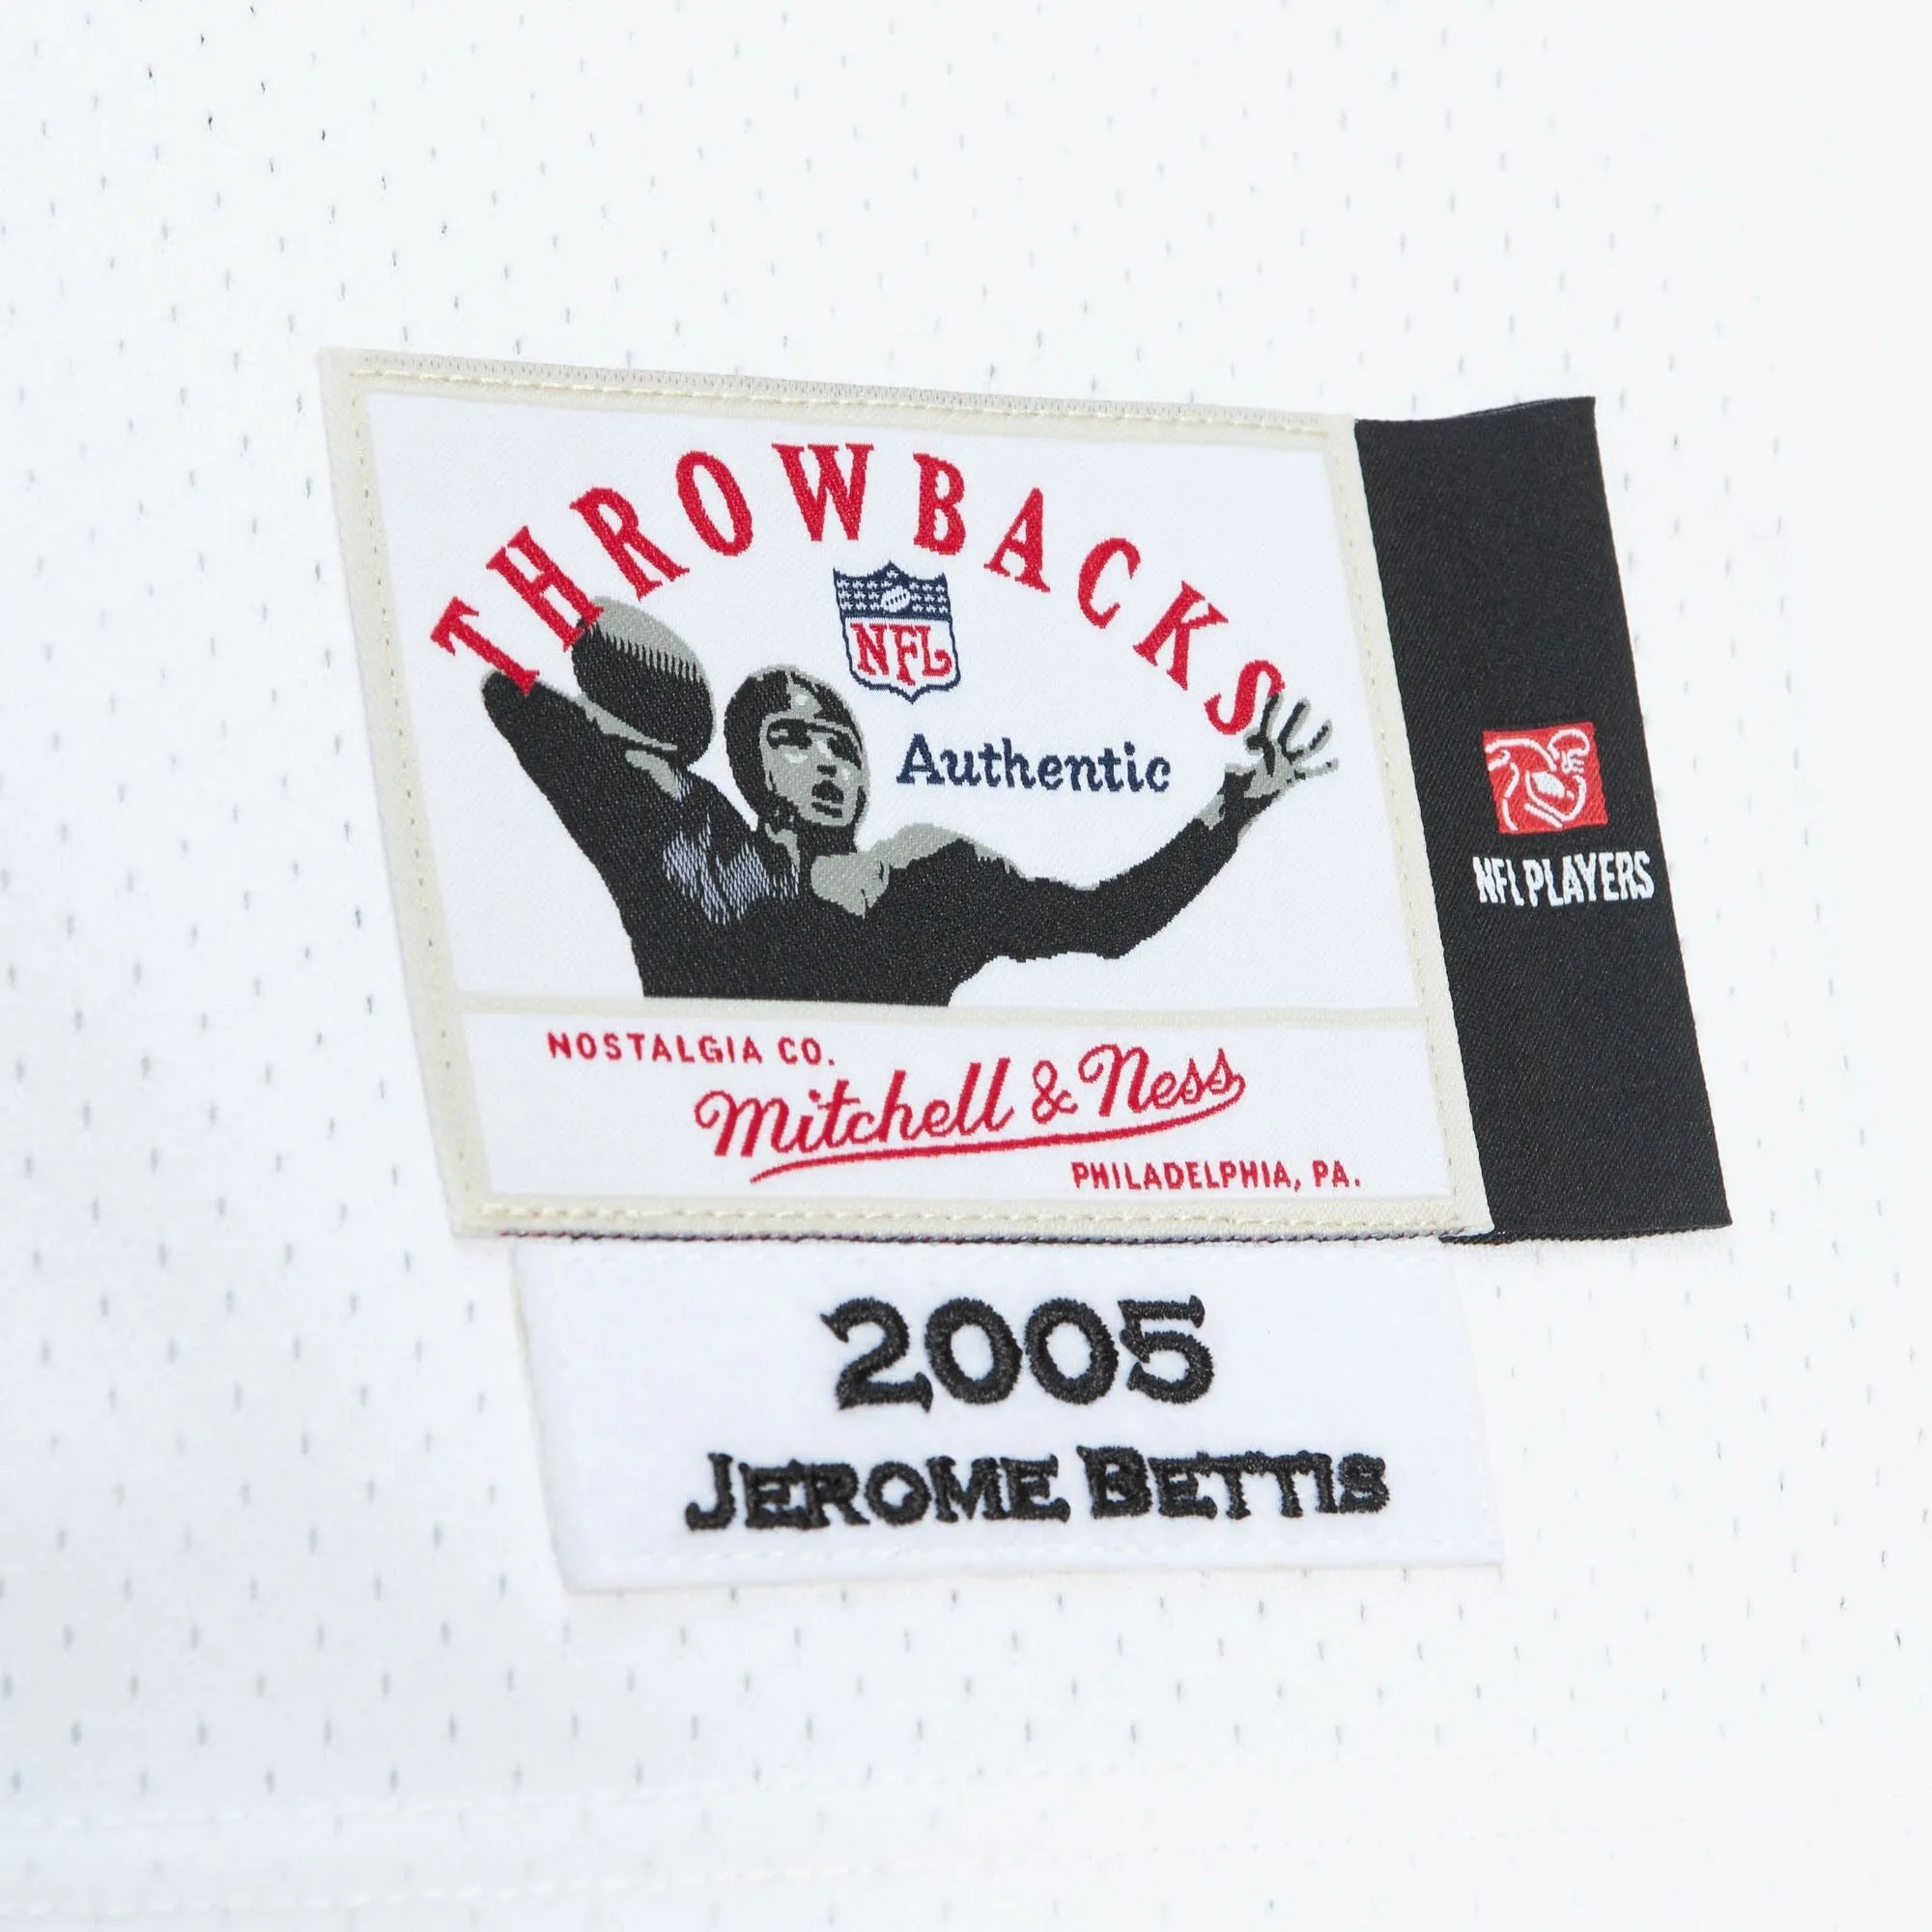 THROWBACKS
NFL
Authentic
NFL PLAYERS
NOSTALGIA CO.
Mitchell & Ness
PHILADELPHIA, PA.
2005
JEROME BETTIS